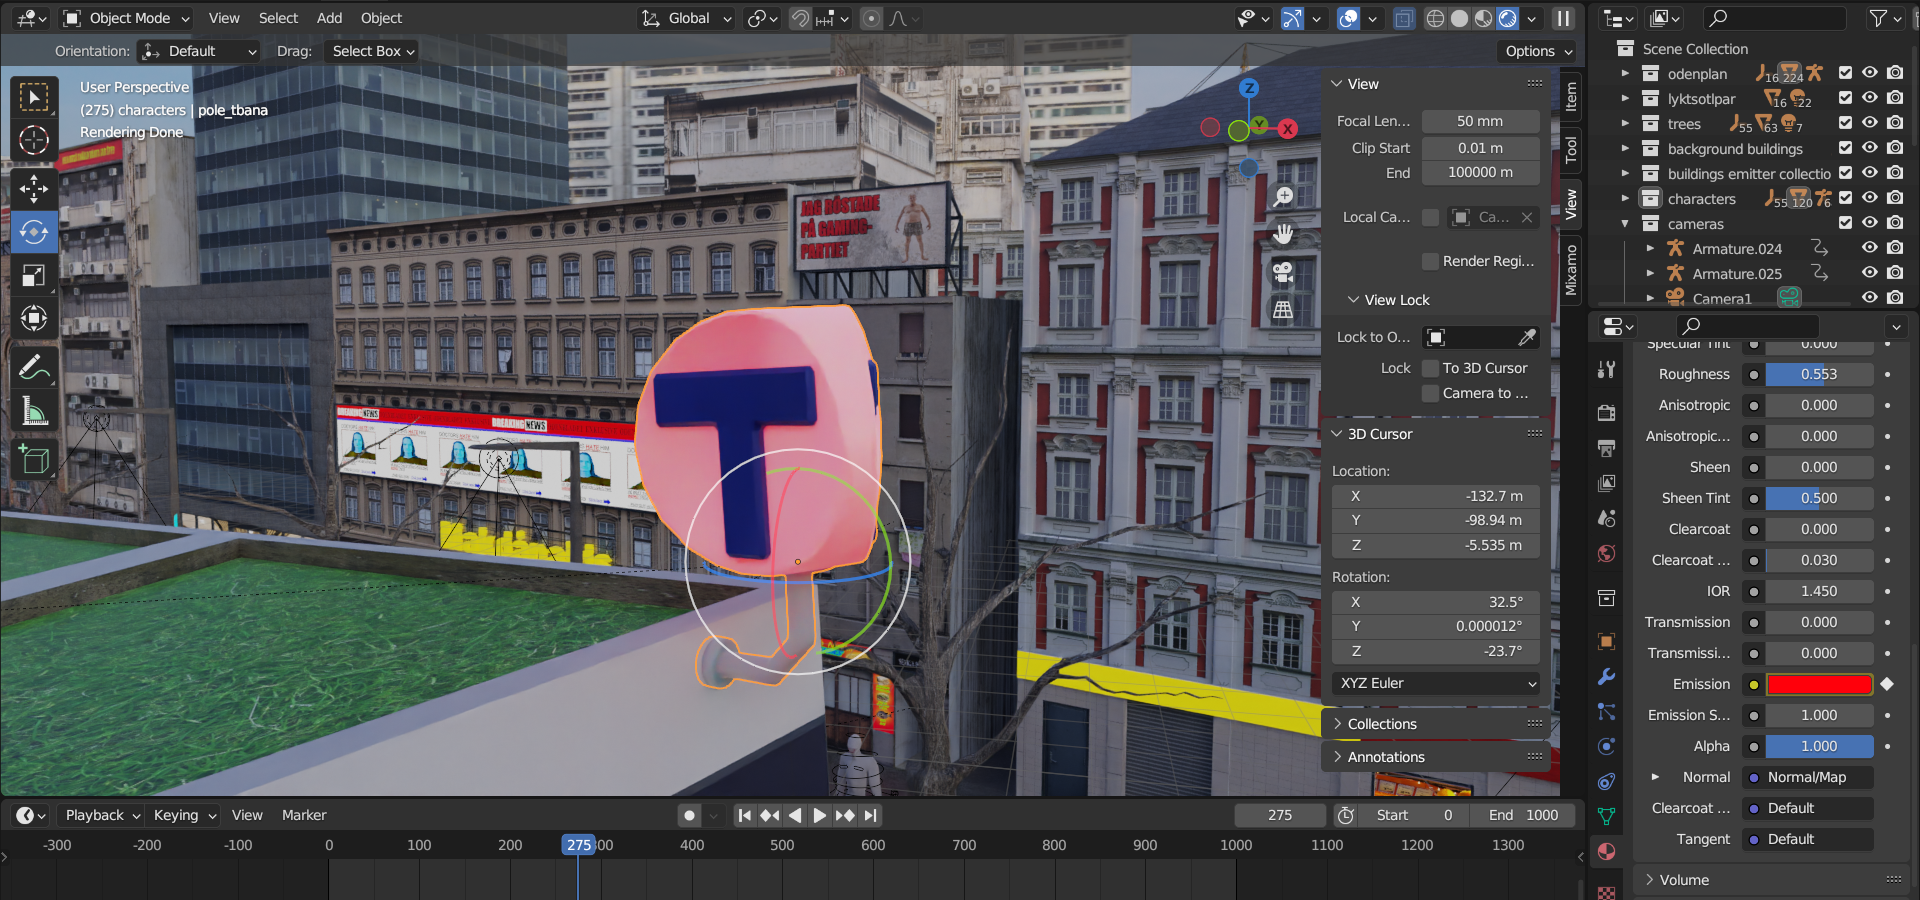 Object Mode
View
Select
Add
Object
Global
Orientation:
Default
Drag:
Select Box
Options
User Perspective
(275) characters | pole_tbana
Rendering Done
JAG RÖSTADE
PÅ GAMING-
PARTIET
BREAKING NEWS
BREAKING NEWS
T
Z
Y
X
View
Focal Len...
50 mm
Clip Start
0.01 m
End
100000 m
Local Ca...
Ca...
Render Regi...
View Lock
Lock to O...
Lock
To 3D Cursor
Camera to ...
3D Cursor
Location:
X
-132.7 m
Y
-98.94 m
Z
-5.535 m
Rotation:
X
32.5°
Y
0.000012°
Z
-23.7°
XYZ Euler
Collections
Annotations
Item
Tool
View
Mixamo
Scene Collection
odenplan
16
224
lyktsotlpar
16
22
trees
55
63
7
background buildings
buildings emitter collectio
characters
55
120
6
cameras
Armature.024
Armature.025
Camera1
Specular Tint
0.000
Roughness
0.553
Anisotropic
0.000
Anisotropic...
0.000
Sheen
0.000
Sheen Tint
0.500
Clearcoat
0.000
Clearcoat ...
0.030
IOR
1.450
Transmission
0.000
Transmissi...
0.000
Emission
Emission S...
1.000
Alpha
1.000
Normal
Normal/Map
Clearcoat ...
Default
Tangent
Default
Volume
Playback
Keying
View
Marker
275
Start
0
End
1000
-300
-200
-100
0
100
200
275
300
400
500
600
700
800
900
1000
1100
1200
1300